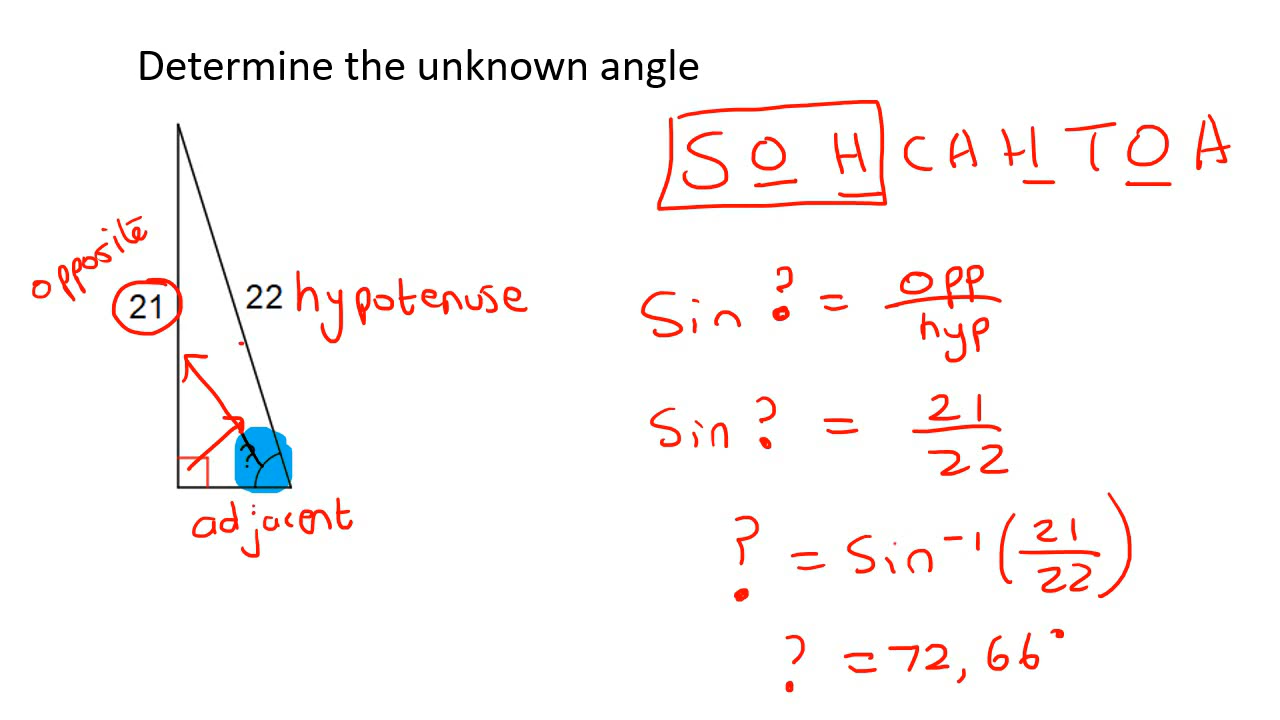 Determine the unknown angle
SOH CAH TOA
opposite
21
22 hypotenuse
?
adjacent
Sin ? = opp/hyp
Sin ? = 21/22
? = Sin⁻¹(21/22)
? = 72,66°